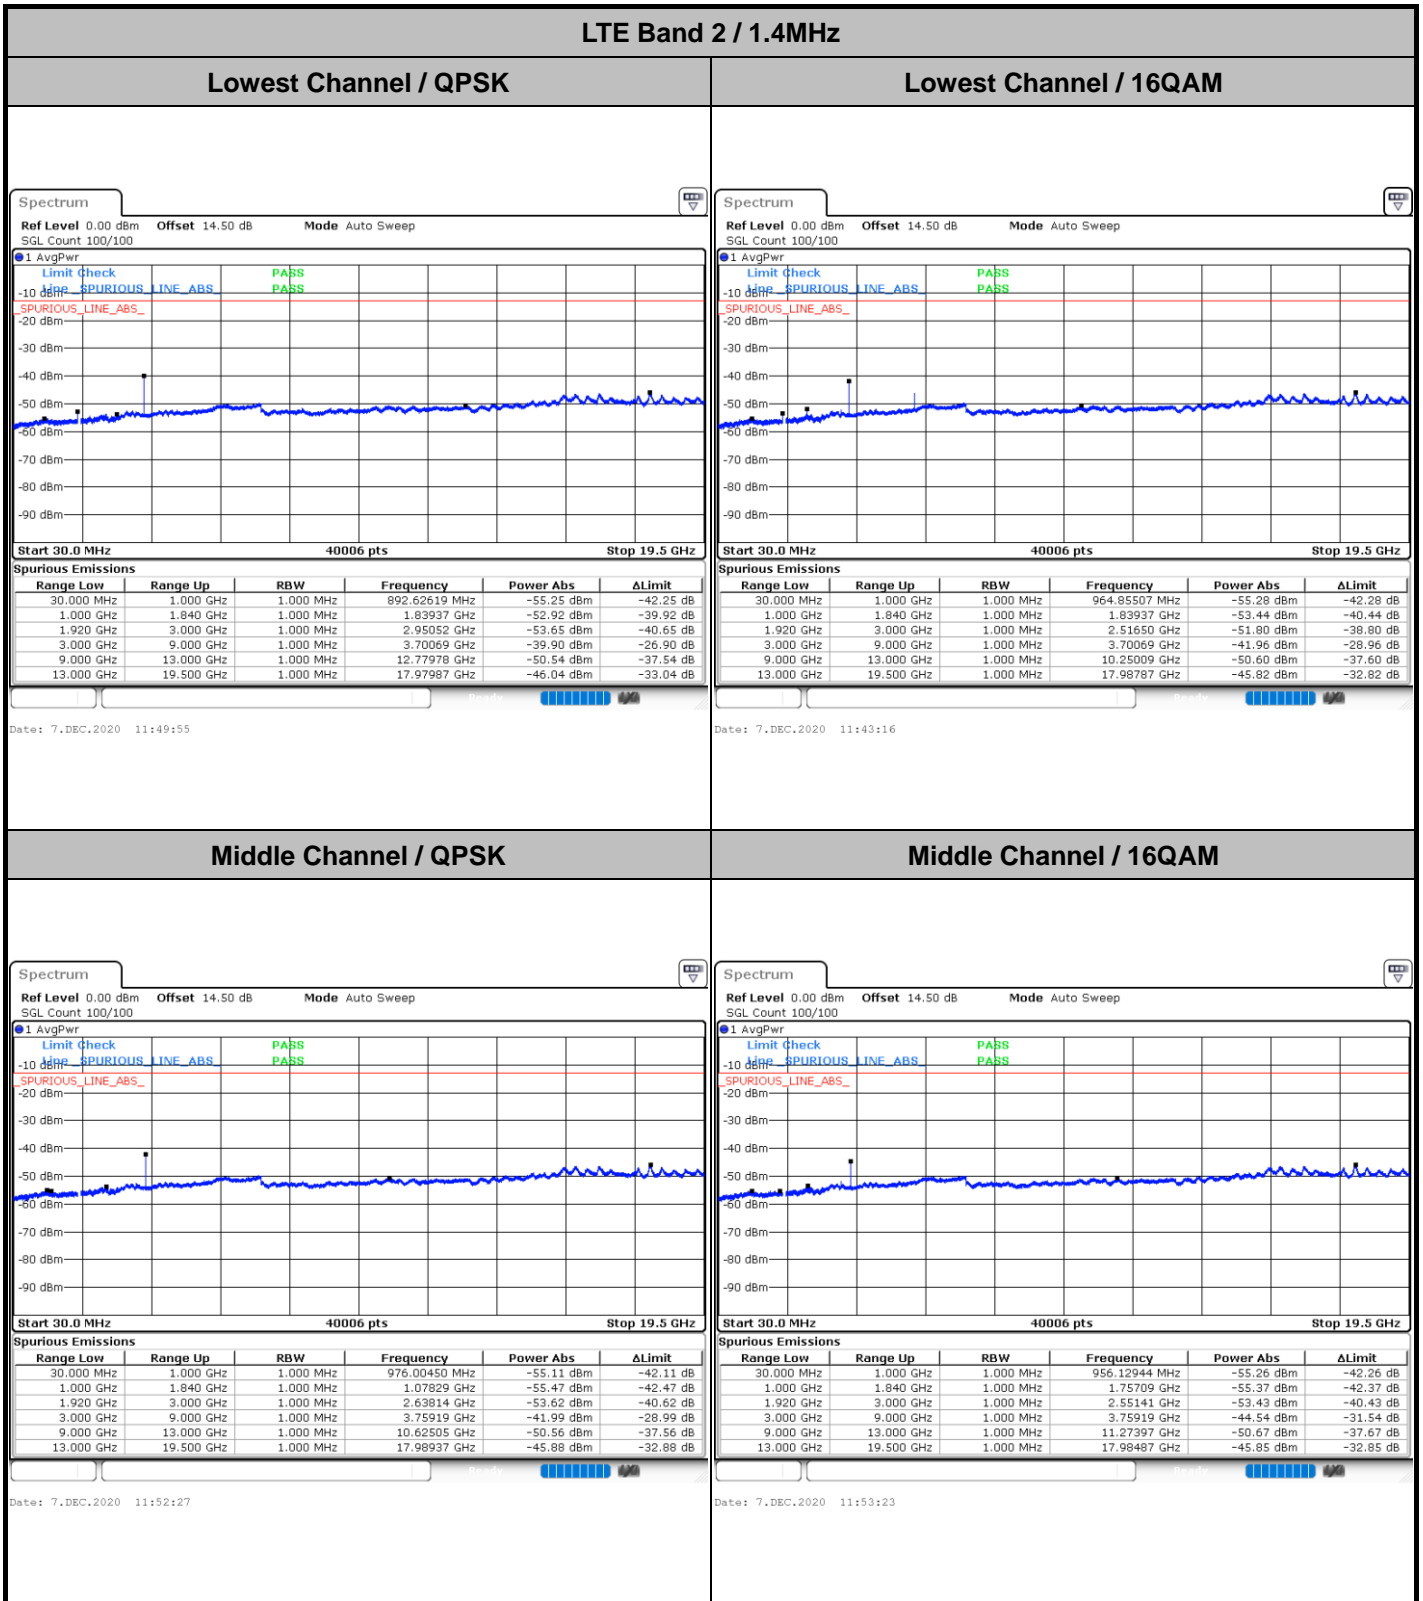 LTE Band 2 / 1.4MHz
Lowest Channel / QPSK
Lowest Channel / 16QAM
Spectrum
Ref Level 0.00 dBm Offset 14.50 dB Mode Auto Sweep
SGL Count 100/100
1 AvgPwr
Limit Check PASS
Line _SPURIOUS_LINE_ABS_ PASS
-10 dBm
_SPURIOUS_LINE_ABS_
-20 dBm
-30 dBm
-40 dBm
-50 dBm
-60 dBm
-70 dBm
-80 dBm
-90 dBm
Start 30.0 MHz 40006 pts Stop 19.5 GHz
Spurious Emissions
Range Low Range Up RBW Frequency Power Abs ΔLimit
30.000 MHz 1.000 GHz 1.000 MHz 892.62619 MHz -55.25 dBm -42.25 dB
1.000 GHz 1.840 GHz 1.000 MHz 1.83937 GHz -52.92 dBm -39.92 dB
1.920 GHz 3.000 GHz 1.000 MHz 2.95052 GHz -53.65 dBm -40.65 dB
3.000 GHz 9.000 GHz 1.000 MHz 3.70069 GHz -39.90 dBm -26.90 dB
9.000 GHz 13.000 GHz 1.000 MHz 12.77978 GHz -50.54 dBm -37.54 dB
13.000 GHz 19.500 GHz 1.000 MHz 17.97987 GHz -46.04 dBm -33.04 dB
Date: 7.DEC.2020 11:49:55
Spectrum
Ref Level 0.00 dBm Offset 14.50 dB Mode Auto Sweep
SGL Count 100/100
1 AvgPwr
Limit Check PASS
Line _SPURIOUS_LINE_ABS_ PASS
-10 dBm
_SPURIOUS_LINE_ABS_
-20 dBm
-30 dBm
-40 dBm
-50 dBm
-60 dBm
-70 dBm
-80 dBm
-90 dBm
Start 30.0 MHz 40006 pts Stop 19.5 GHz
Spurious Emissions
Range Low Range Up RBW Frequency Power Abs ΔLimit
30.000 MHz 1.000 GHz 1.000 MHz 964.85507 MHz -55.28 dBm -42.28 dB
1.000 GHz 1.840 GHz 1.000 MHz 1.83937 GHz -53.44 dBm -40.44 dB
1.920 GHz 3.000 GHz 1.000 MHz 2.51650 GHz -51.80 dBm -38.80 dB
3.000 GHz 9.000 GHz 1.000 MHz 3.70069 GHz -41.96 dBm -28.96 dB
9.000 GHz 13.000 GHz 1.000 MHz 10.25009 GHz -50.60 dBm -37.60 dB
13.000 GHz 19.500 GHz 1.000 MHz 17.98787 GHz -45.82 dBm -32.82 dB
Date: 7.DEC.2020 11:43:16
Middle Channel / QPSK
Middle Channel / 16QAM
Spectrum
Ref Level 0.00 dBm Offset 14.50 dB Mode Auto Sweep
SGL Count 100/100
1 AvgPwr
Limit Check PASS
Line _SPURIOUS_LINE_ABS_ PASS
-10 dBm
_SPURIOUS_LINE_ABS_
-20 dBm
-30 dBm
-40 dBm
-50 dBm
-60 dBm
-70 dBm
-80 dBm
-90 dBm
Start 30.0 MHz 40006 pts Stop 19.5 GHz
Spurious Emissions
Range Low Range Up RBW Frequency Power Abs ΔLimit
30.000 MHz 1.000 GHz 1.000 MHz 976.00450 MHz -55.11 dBm -42.11 dB
1.000 GHz 1.840 GHz 1.000 MHz 1.07829 GHz -55.47 dBm -42.47 dB
1.920 GHz 3.000 GHz 1.000 MHz 2.63814 GHz -53.62 dBm -40.62 dB
3.000 GHz 9.000 GHz 1.000 MHz 3.75919 GHz -41.99 dBm -28.99 dB
9.000 GHz 13.000 GHz 1.000 MHz 10.62505 GHz -50.56 dBm -37.56 dB
13.000 GHz 19.500 GHz 1.000 MHz 17.98937 GHz -45.88 dBm -32.88 dB
Date: 7.DEC.2020 11:52:27
Spectrum
Ref Level 0.00 dBm Offset 14.50 dB Mode Auto Sweep
SGL Count 100/100
1 AvgPwr
Limit Check PASS
Line _SPURIOUS_LINE_ABS_ PASS
-10 dBm
_SPURIOUS_LINE_ABS_
-20 dBm
-30 dBm
-40 dBm
-50 dBm
-60 dBm
-70 dBm
-80 dBm
-90 dBm
Start 30.0 MHz 40006 pts Stop 19.5 GHz
Spurious Emissions
Range Low Range Up RBW Frequency Power Abs ΔLimit
30.000 MHz 1.000 GHz 1.000 MHz 956.12944 MHz -55.26 dBm -42.26 dB
1.000 GHz 1.840 GHz 1.000 MHz 1.75709 GHz -55.37 dBm -42.37 dB
1.920 GHz 3.000 GHz 1.000 MHz 2.55141 GHz -53.43 dBm -40.43 dB
3.000 GHz 9.000 GHz 1.000 MHz 3.75919 GHz -44.54 dBm -31.54 dB
9.000 GHz 13.000 GHz 1.000 MHz 11.27397 GHz -50.67 dBm -37.67 dB
13.000 GHz 19.500 GHz 1.000 MHz 17.98487 GHz -45.85 dBm -32.85 dB
Date: 7.DEC.2020 11:53:23